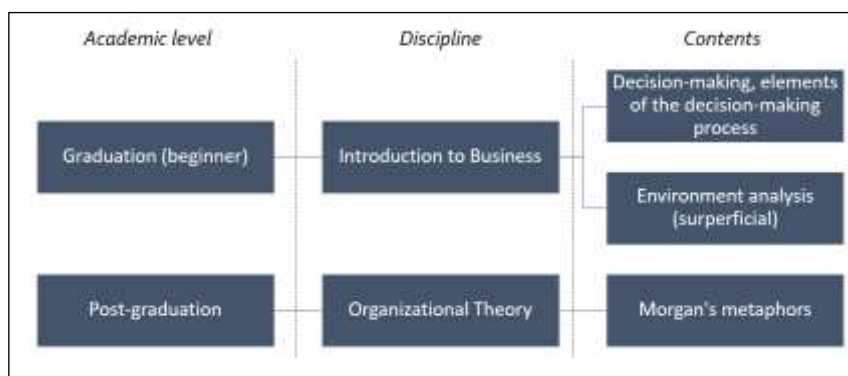 Academic level
Discipline
Contents
Decision-making, elements
of the decision-making
process
Graduation (beginner)
Introduction to Business
Environment analysis
(surperficial)
Post-graduation
Organizational Theory
Morgan's metaphors